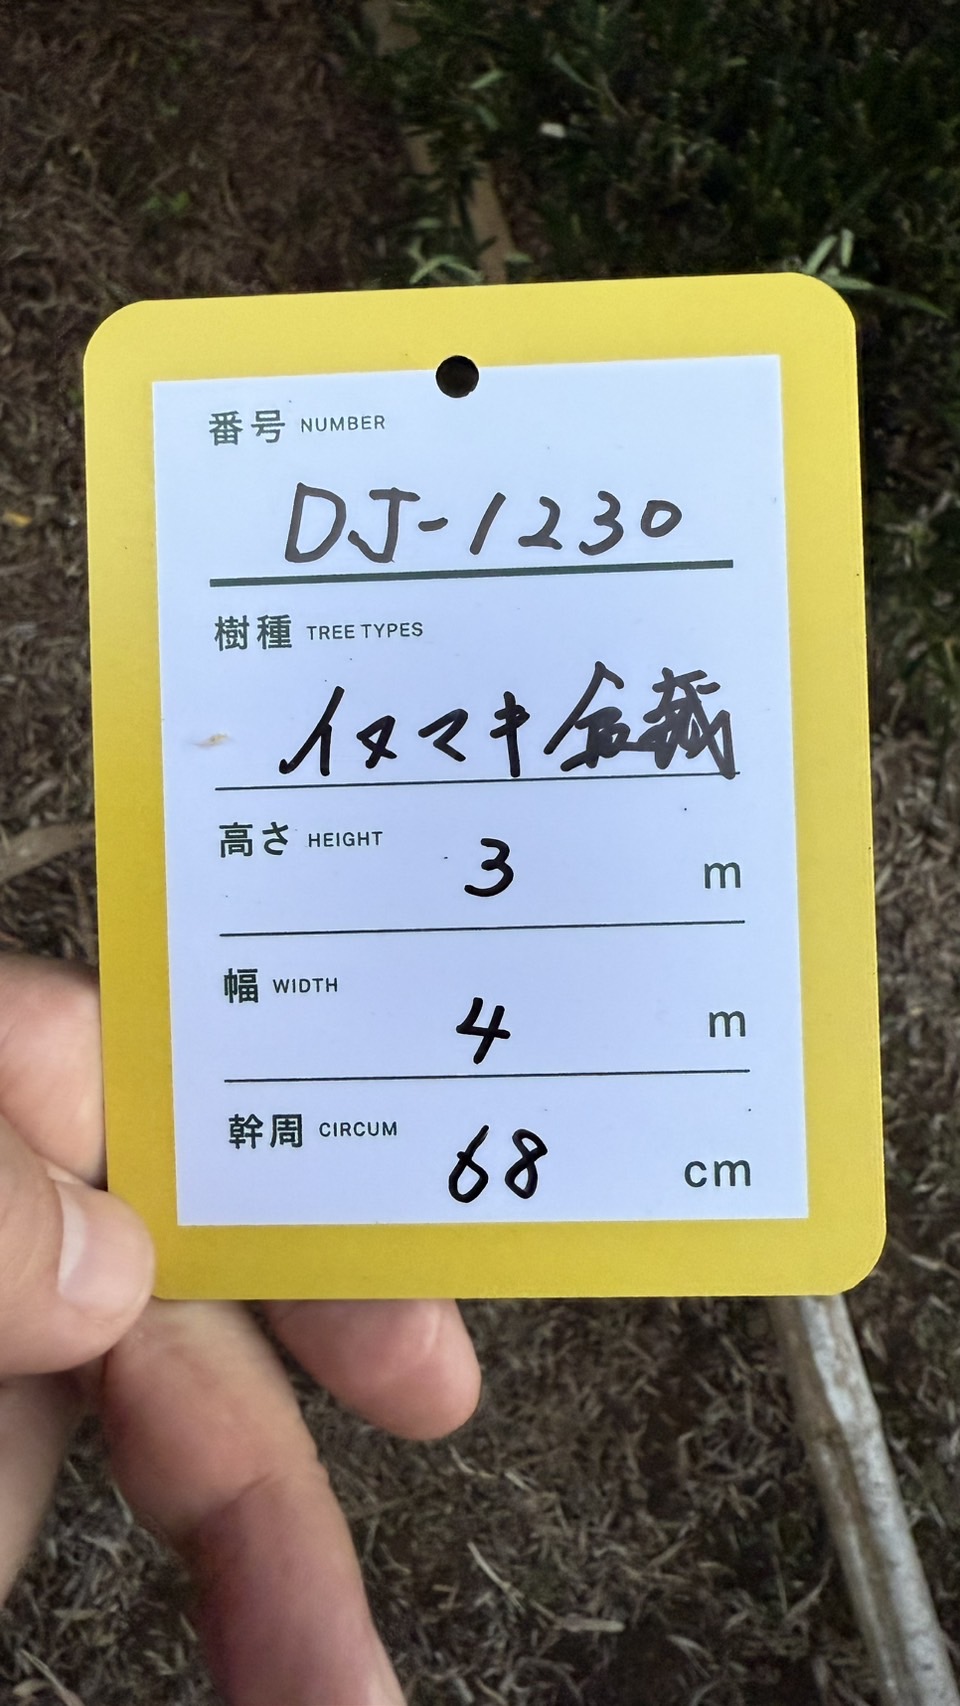 番号 NUMBER
DJ-1230
樹種 TREE TYPES
イヌマキ
高さ HEIGHT 3 m
幅 WIDTH 4 m
幹周 CIRCUM 68 cm